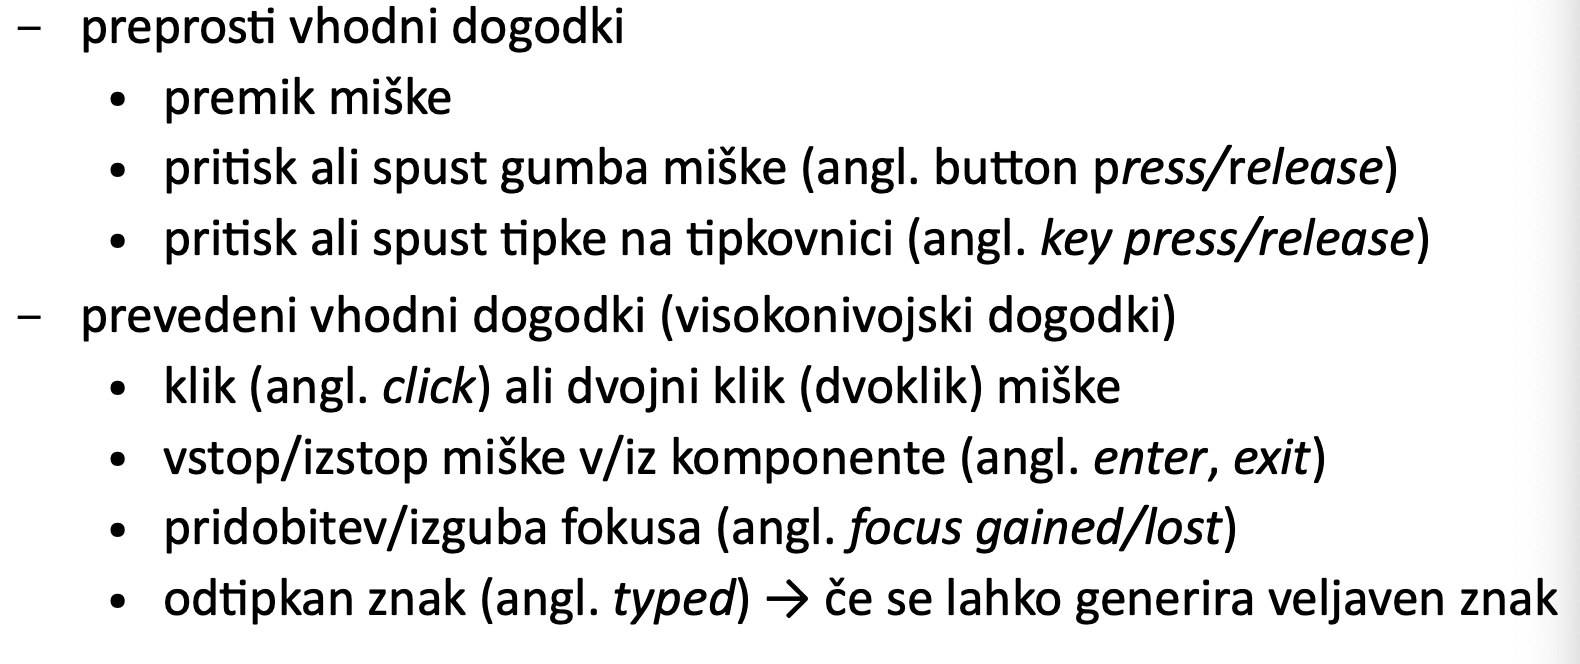 – preprosti vhodni dogodki
• premik miške
• pritisk ali spust gumba miške (angl. button press/release)
• pritisk ali spust tipke na tipkovnici (angl. key press/release)
– prevedeni vhodni dogodki (visokonivojski dogodki)
• klik (angl. click) ali dvojni klik (dvoklik) miške
• vstop/izstop miške v/iz komponente (angl. enter, exit)
• pridobitev/izguba fokusa (angl. focus gained/lost)
• odtipkan znak (angl. typed) → če se lahko generira veljaven znak